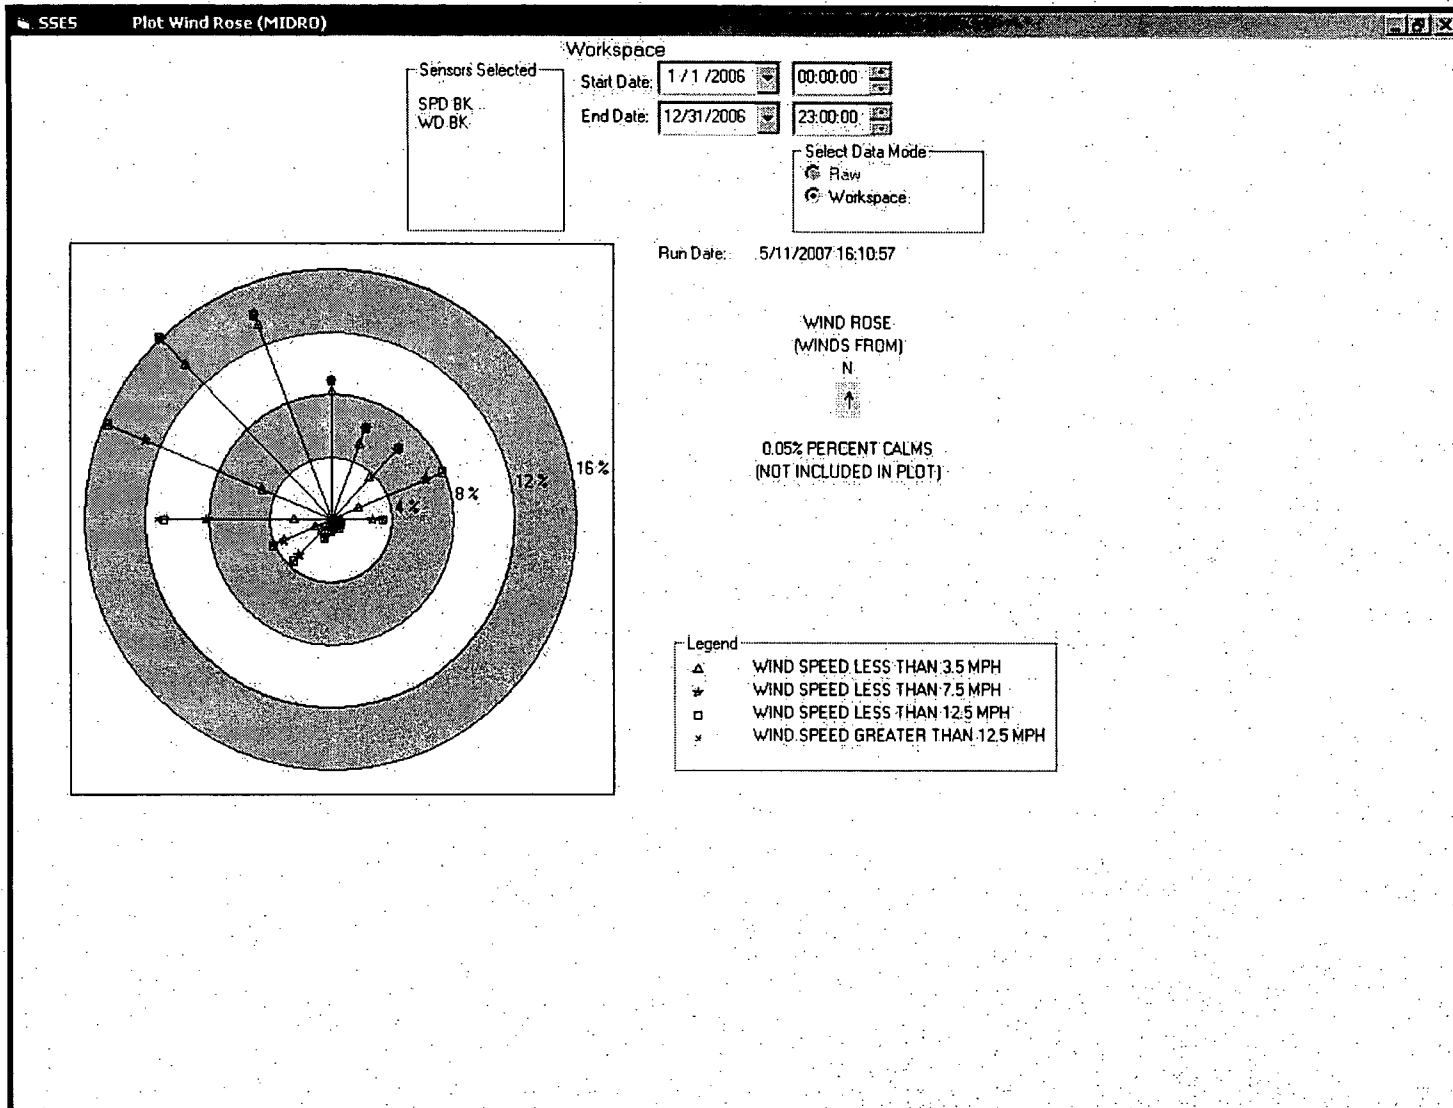 SSES Plot Wind Rose (MIDRO)
Workspace
Sensors Selected
SPD BK
WD BK
Start Date: 1 / 1 /2006 00:00:00
End Date: 12/31/2006 23:00:00
Select Data Mode
Raw
Workspace
Run Date: 5/11/2007 16:10:57
WIND ROSE
(WINDS FROM)
N
0.05% PERCENT CALMS
(NOT INCLUDED IN PLOT)
4 %
8 %
12 %
16 %
Legend
WIND SPEED LESS THAN 3.5 MPH
WIND SPEED LESS THAN 7.5 MPH
WIND SPEED LESS THAN 12.5 MPH
WIND SPEED GREATER THAN 12.5 MPH